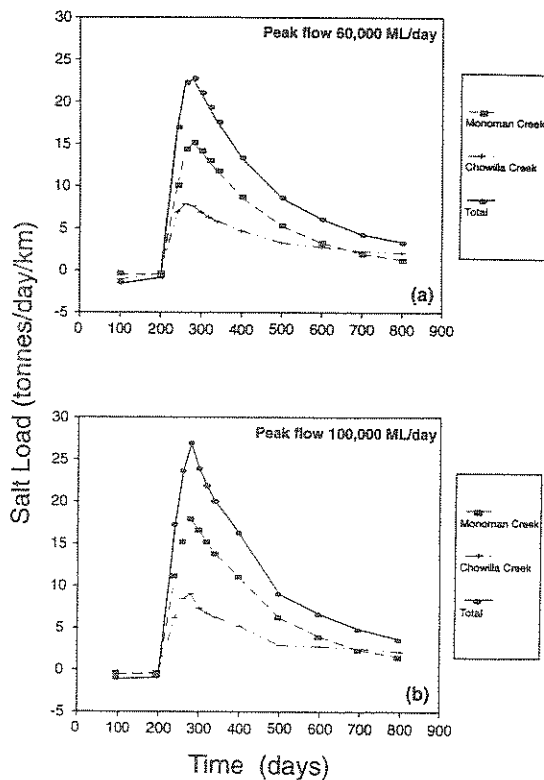 Salt Load (tonnes/day/km)
30
25
20
15
10
5
0
-5
Peak flow 60,000 ML/day
(a)
0 100 200 300 400 500 600 700 800 900
Monoman Creek
Chowilla Creek
Total
30
25
20
15
10
5
0
-5
Peak flow 100,000 ML/day
(b)
0 100 200 300 400 500 600 700 800 900
Monoman Creek
Chowilla Creek
Total
Time (days)